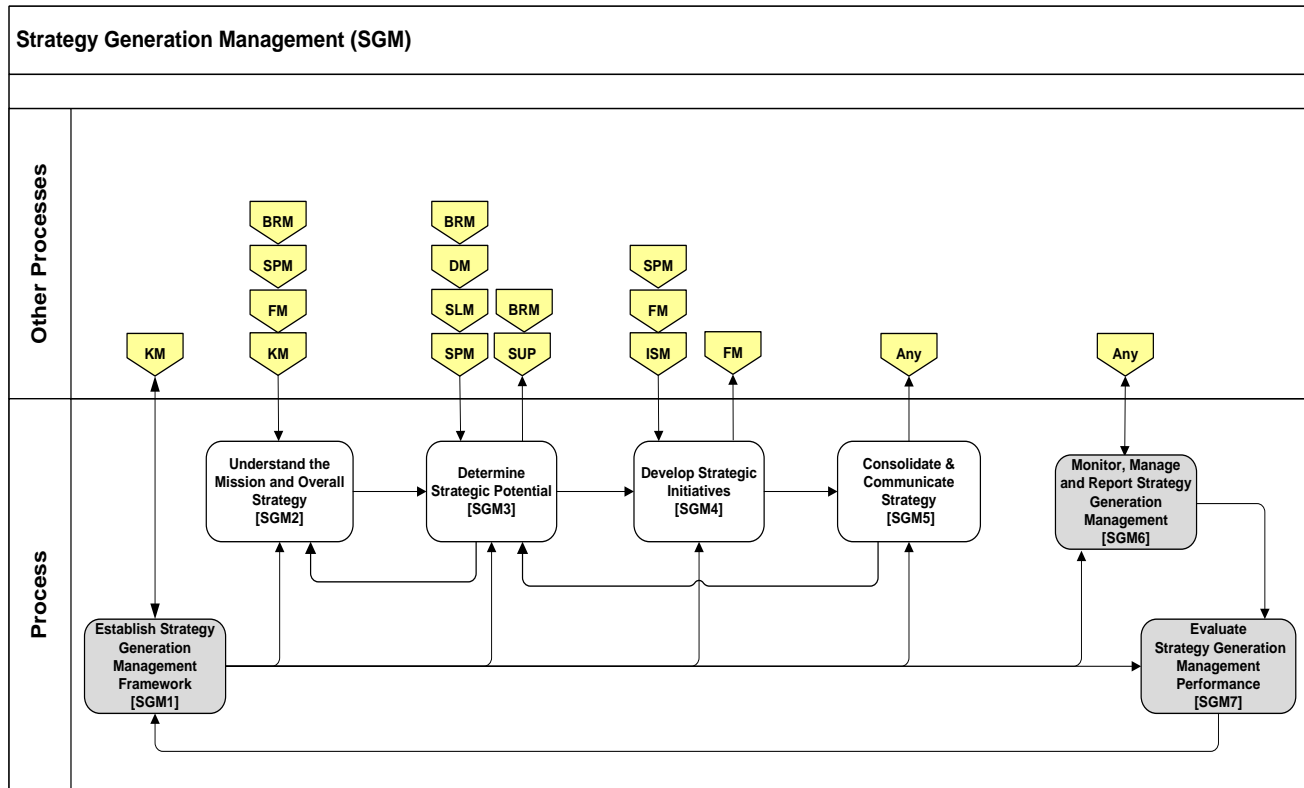 Strategy Generation Management (SGM)
Other Processes
BRM
SPM
FM
KM
KM
BRM
DM
SLM
SPM
BRM
SUP
SPM
FM
ISM
FM
Any
Any
Process
Understand the
Mission and Overall
Strategy
[SGM2]
Determine
Strategic Potential
[SGM3]
Develop Strategic
Initiatives
[SGM4]
Consolidate &
Communicate
Strategy
[SGM5]
Monitor, Manage
and Report Strategy
Generation
Management
[SGM6]
Establish Strategy
Generation
Management
Framework
[SGM1]
Evaluate
Strategy Generation
Management
Performance
[SGM7]